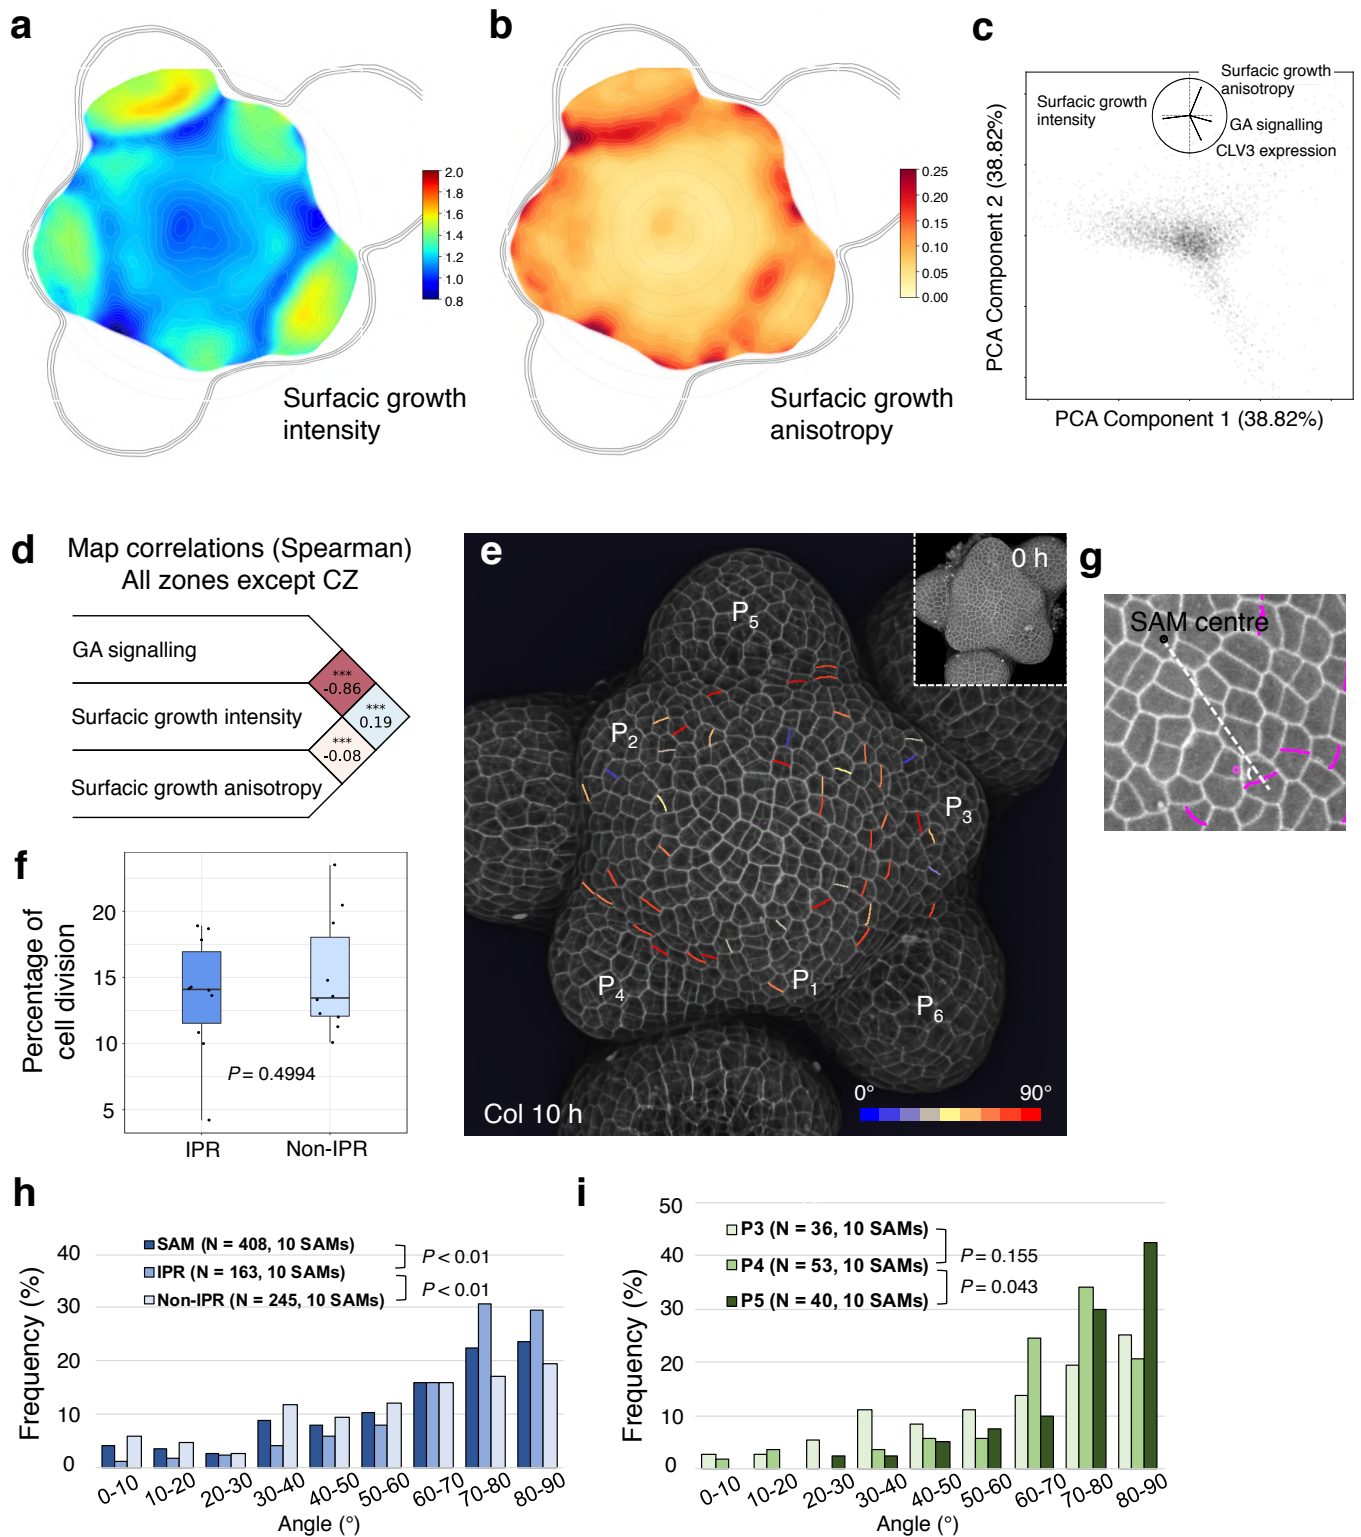 a
2.0
1.8
1.6
1.4
1.2
1.0
0.8
Surfacic growth
intensity
b
0.25
0.20
0.15
0.10
0.05
0.00
Surfacic growth
anisotropy
c
Surfacic growth
anisotropy
Surfacic growth
intensity
GA signalling
CLV3 expression
PCA Component 2 (38.82%)
PCA Component 1 (38.82%)
d
Map correlations (Spearman)
All zones except CZ
GA signalling
Surfacic growth intensity
Surfacic growth anisotropy
***
-0.86
***
0.19
***
-0.08
e
0 h
P5
P2
P3
P4
P1
P6
Col 10 h
0°
90°
g
SAM centre
f
Percentage of
cell division
20
15
10
5
P = 0.4994
IPR
Non-IPR
h
SAM (N = 408, 10 SAMs)
IPR (N = 163, 10 SAMs)
Non-IPR (N = 245, 10 SAMs)
P < 0.01
P < 0.01
Frequency (%)
40
30
20
10
0
0-10
10-20
20-30
30-40
40-50
50-60
60-70
70-80
80-90
Angle (°)
i
P3 (N = 36, 10 SAMs)
P4 (N = 53, 10 SAMs)
P5 (N = 40, 10 SAMs)
P = 0.155
P = 0.043
Frequency (%)
50
40
30
20
10
0
0-10
10-20
20-30
30-40
40-50
50-60
60-70
70-80
80-90
Angle (°)